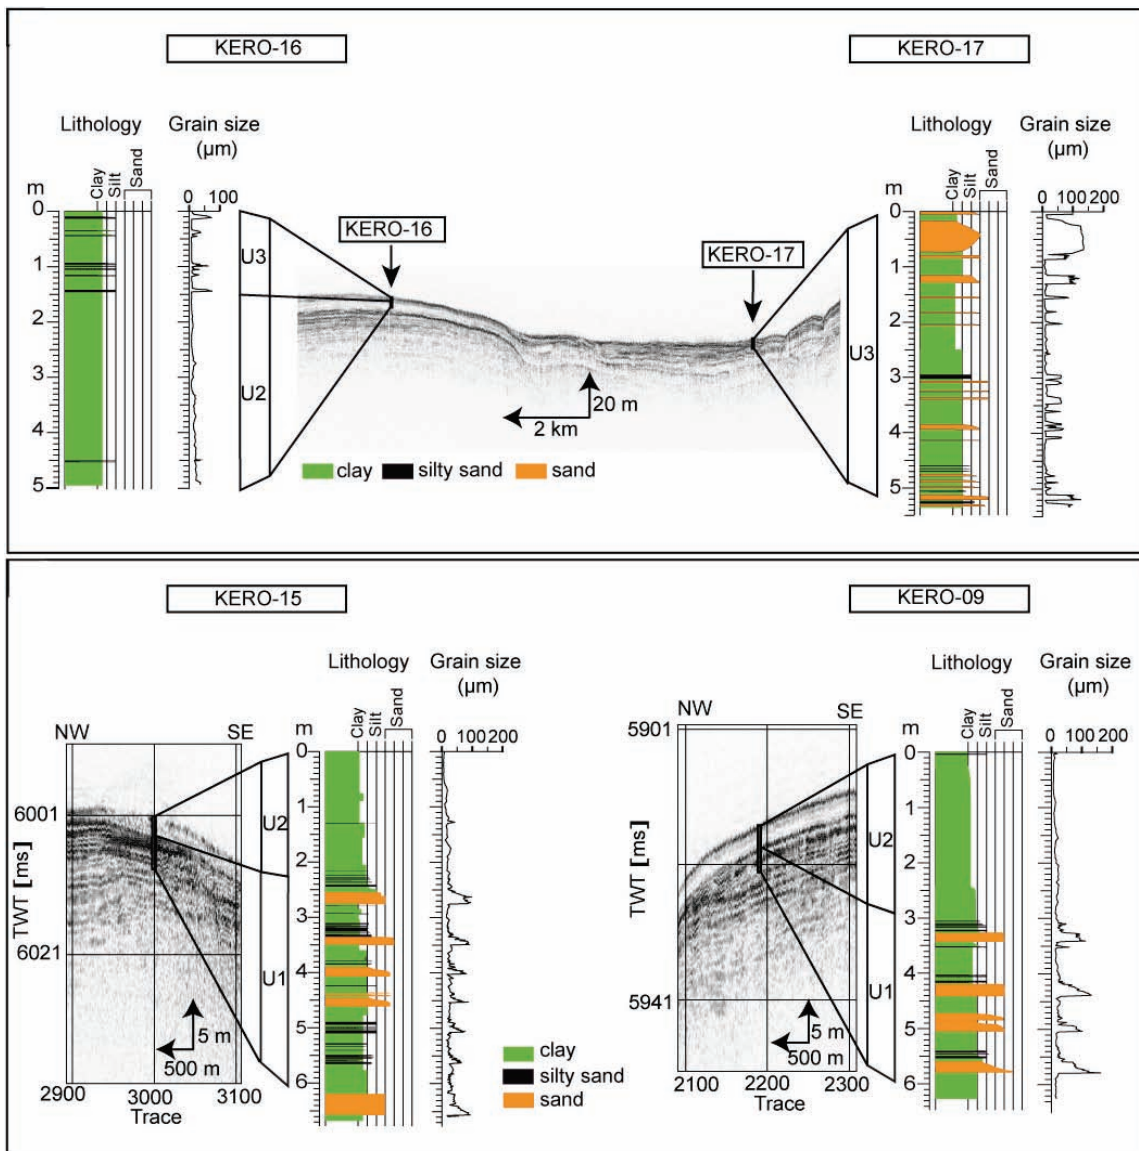 KERO-16
KERO-17
Lithology
Grain size
(µm)
Clay
Silt
Sand
m
0 100
0
1
2
3
4
5
U3
U2
KERO-16
KERO-17
20 m
2 km
clay
silty sand
sand
U3
Lithology
Grain size
(µm)
Clay
Silt
Sand
m
0 100 200
0
1
2
3
4
5
KERO-15
KERO-09
Lithology
Grain size
(µm)
Clay
Silt
Sand
NW
SE
m
0 100 200
0
1
2
3
4
5
6
6001
6021
TWT [ms]
U2
U1
5 m
500 m
2900
3000
3100
Trace
clay
silty sand
sand
Lithology
Grain size
(µm)
Clay
Silt
Sand
NW
SE
m
0 100 200
0
1
2
3
4
5
6
5901
5941
TWT [ms]
U2
U1
5 m
500 m
2100
2200
2300
Trace